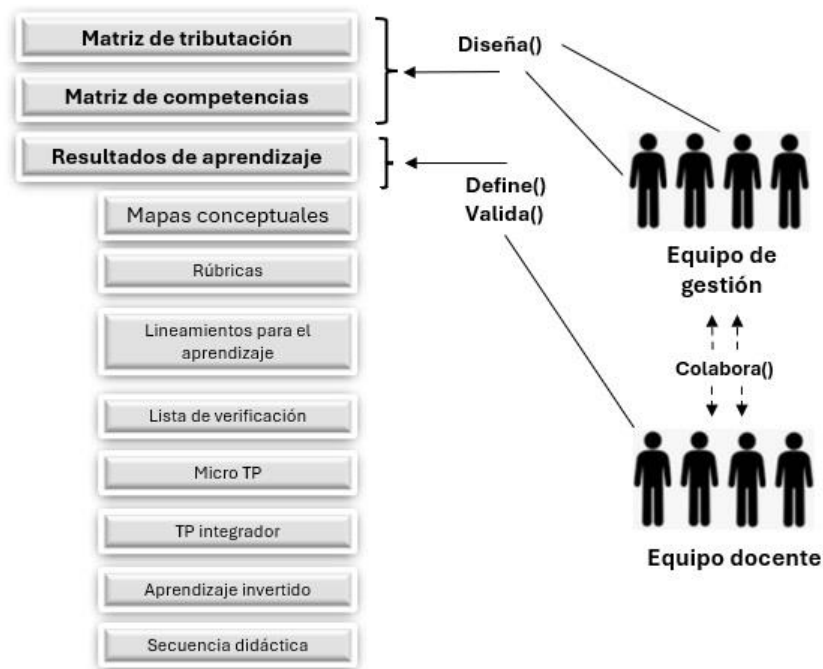 Matriz de tributación
Matriz de competencias
Resultados de aprendizaje
Mapas conceptuales
Rúbricas
Lineamientos para el
aprendizaje
Lista de verificación
Micro TP
TP integrador
Aprendizaje invertido
Secuencia didáctica
Diseña()
Define()
Valida()
Equipo de
gestión
Colabora()
Equipo docente